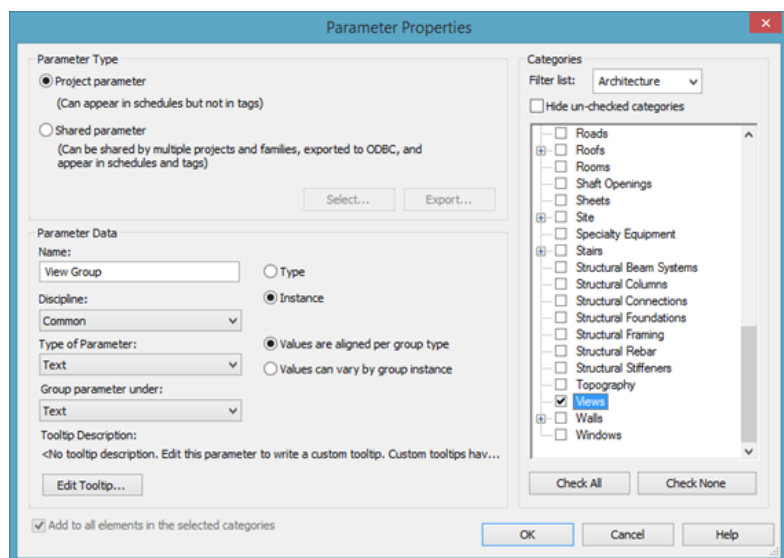 Parameter Properties
Parameter Type
Project parameter
(Can appear in schedules but not in tags)
Shared parameter
(Can be shared by multiple projects and families, exported to ODBC, and
appear in schedules and tags)
Select...
Export...
Parameter Data
Name:
View Group
Type
Discipline:
Instance
Common
Type of Parameter:
Values are aligned per group type
Text
Values can vary by group instance
Group parameter under:
Text
Tooltip Description:
<No tooltip description. Edit this parameter to write a custom tooltip. Custom tooltips hav...
Edit Tooltip...
Add to all elements in the selected categories
Categories
Filter list:
Architecture
Hide un-checked categories
Roads
Roofs
Rooms
Shaft Openings
Sheets
Site
Specialty Equipment
Stairs
Structural Beam Systems
Structural Columns
Structural Connections
Structural Foundations
Structural Framing
Structural Rebar
Structural Stiffeners
Topography
Views
Walls
Windows
Check All
Check None
OK
Cancel
Help